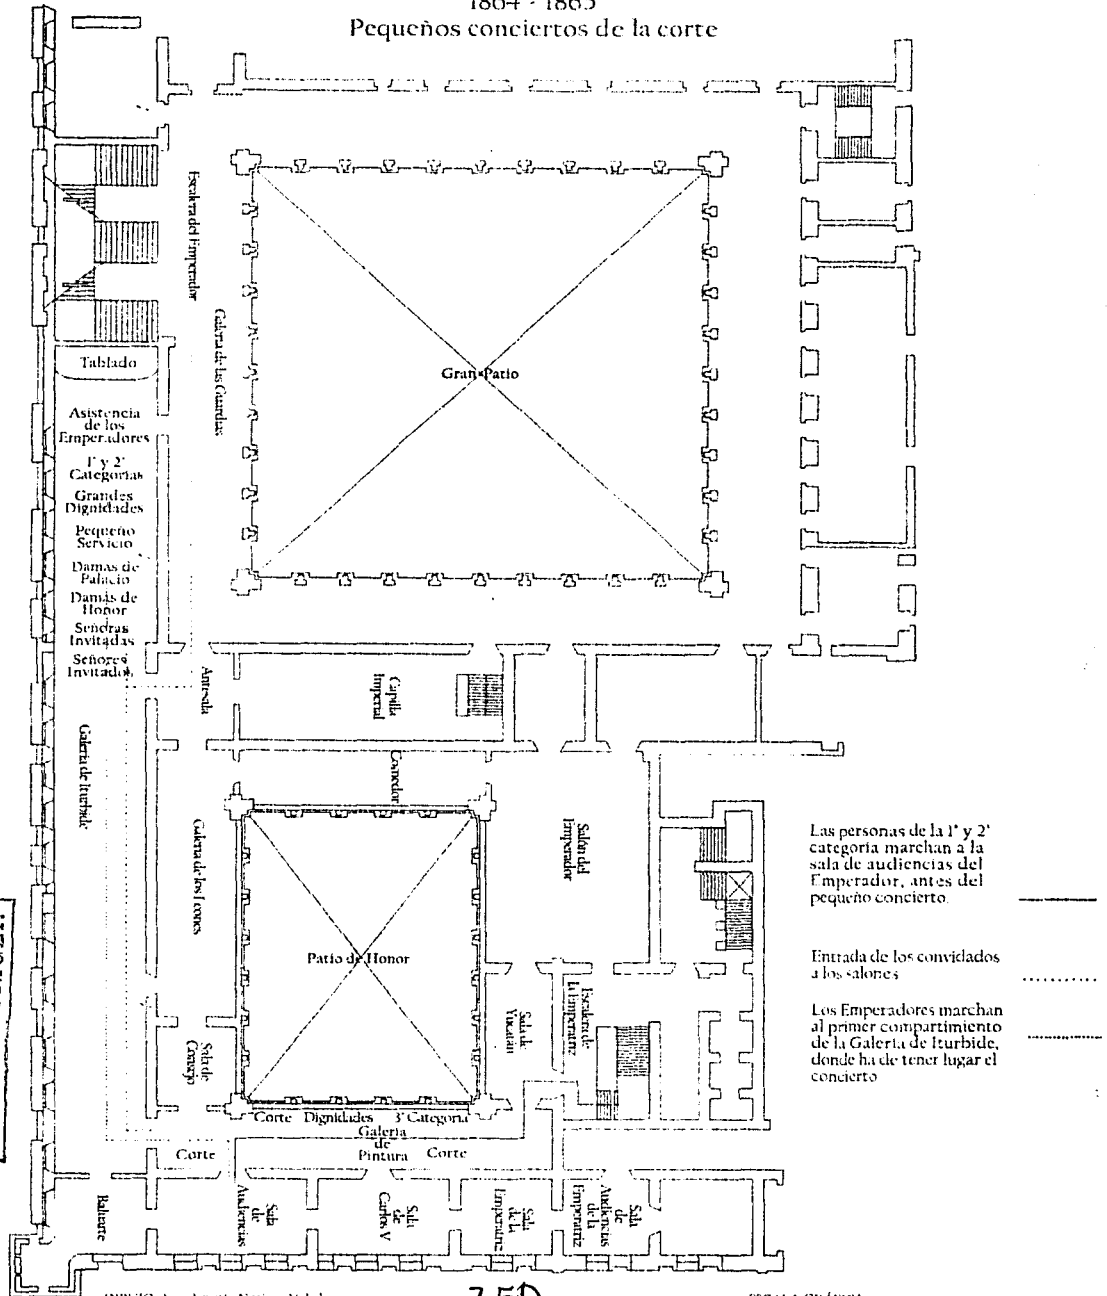 1864 - 1865
Pequeños conciertos de la corte
Escalera del Emperador
Galería de las Guardias
Tablado
Gran Patio
Asistencia
de los
Emperadores
1ª y 2ª
Categorías
Grandes
Dignidades
Pequeño
Servicio
Damas de
Palacio
Damas de
Honor
Señoras
Invitadas
Señores
Invitados
Antesala
Capilla
Imperial
Galería de Iturbide
Comedor
Galería de los Leones
Salón del
Emperador
Patio de Honor
Sala de
Consejo
Sala de
Yucatán
Escalera de
la Emperatriz
Corte Dignidades 3ª Categoría
Galería
de
Pintura
Corte
Corte
Baluarte
Sala
de
Audiencias
Sala
de
Carlos V
Sala
de la
Emperatriz
Sala
de
Audiencias
de la
Emperatriz
Las personas de la 1ª y 2ª
categoría marchan a la
sala de audiencias del
Emperador, antes del
pequeño concierto.
Entrada de los convidados
a los salones
Los Emperadores marchan
al primer compartimiento
de la Galería de Iturbide,
donde ha de tener lugar el
concierto